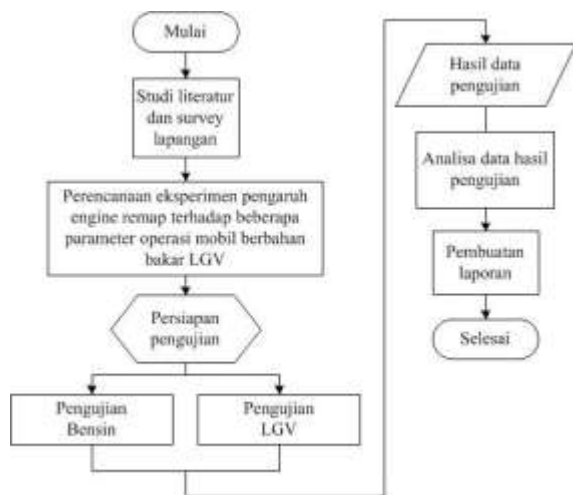 Mulai
Studi literatur
dan survey
lapangan
Perencanaan eksperimen pengaruh
engine remap terhadap beberapa
parameter operasi mobil berbahan
bakar LGV
Persiapan
pengujian
Pengujian
Bensin
Pengujian
LGV
Hasil data
pengujian
Analisa data hasil
pengujian
Pembuatan
laporan
Selesai